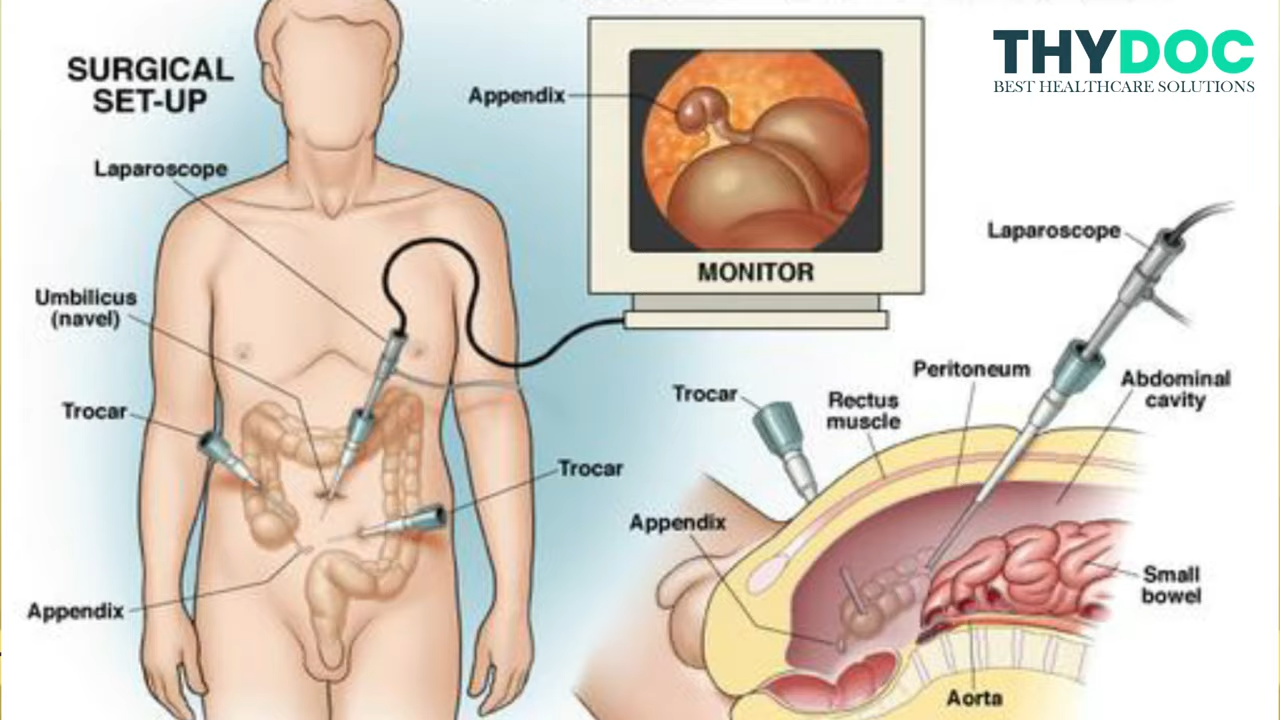 SURGICAL
SET-UP
THYDOC
BEST HEALTHCARE SOLUTIONS
Appendix
Laparoscope
MONITOR
Umbilicus
(navel)
Trocar
Trocar
Appendix
Laparoscope
Peritoneum
Trocar
Rectus
muscle
Abdominal
cavity
Appendix
Small
bowel
Aorta